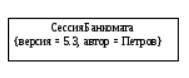 СессияБанкомата
{версия = 5.3, автор = Петров}